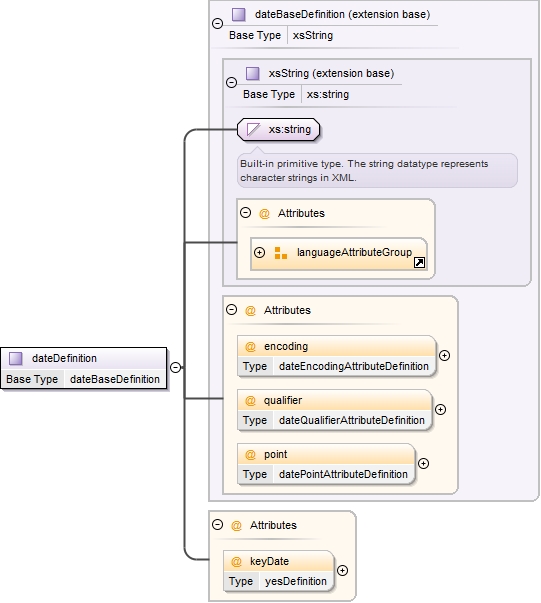 dateBaseDefinition (extension base)
Base Type xsString
xsString (extension base)
Base Type xs:string
xs:string
Built-in primitive type. The string datatype represents
character strings in XML.
@ Attributes
languageAttributeGroup
@ Attributes
@ encoding
Type dateEncodingAttributeDefinition
dateDefinition
Base Type dateBaseDefinition
@ qualifier
Type dateQualifierAttributeDefinition
@ point
Type datePointAttributeDefinition
@ Attributes
@ keyDate
Type yesDefinition